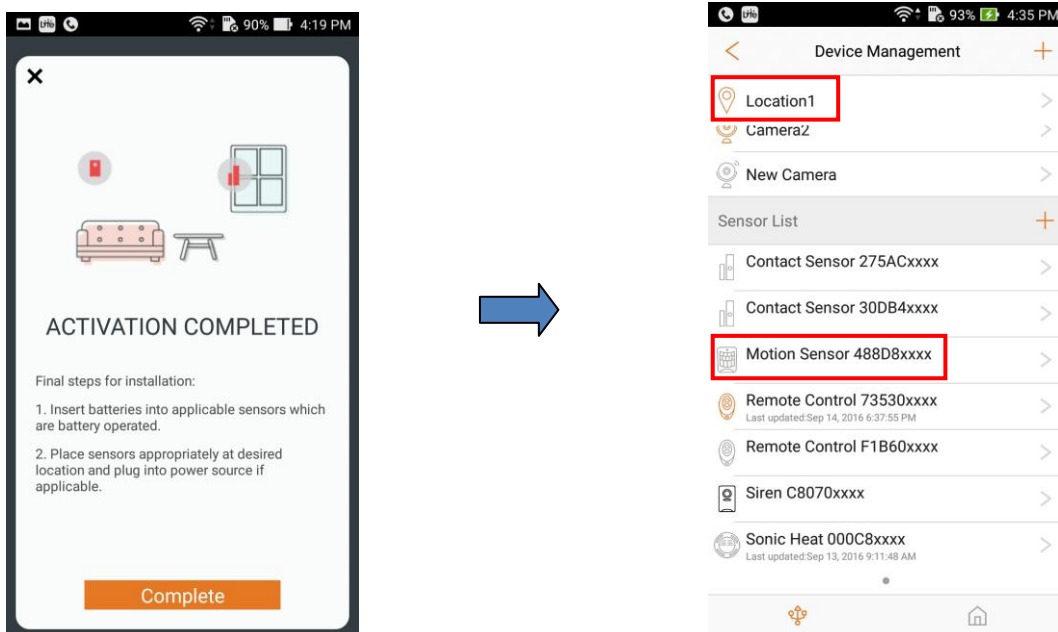 90% 4:19 PM
ACTIVATION COMPLETED
Final steps for installation:
1. Insert batteries into applicable sensors which
are battery operated.
2. Place sensors appropriately at desired
location and plug into power source if
applicable.
Complete
93% 4:35 PM
Device Management
Location1
Camera2
New Camera
Sensor List
Contact Sensor 275ACxxxx
Contact Sensor 30DB4xxxx
Motion Sensor 488D8xxxx
Remote Control 73530xxxx
Last updated:Sep 14, 2016 6:37:55 PM
Remote Control F1B60xxxx
Siren C8070xxxx
Sonic Heat 000C8xxxx
Last updated:Sep 13, 2016 9:11:48 AM